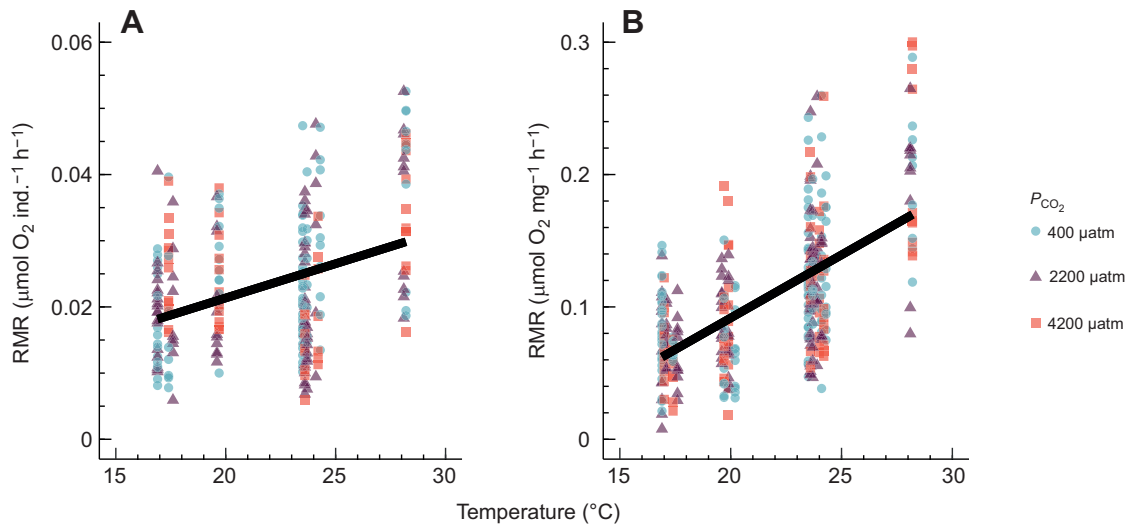 A
B
0.06
0.04
0.02
0
RMR (μmol O₂ ind.⁻¹ h⁻¹)
15
20
25
30
0.3
0.2
0.1
0
RMR (μmol O₂ mg⁻¹ h⁻¹)
15
20
25
30
Temperature (°C)
P_CO₂
400 μatm
2200 μatm
4200 μatm